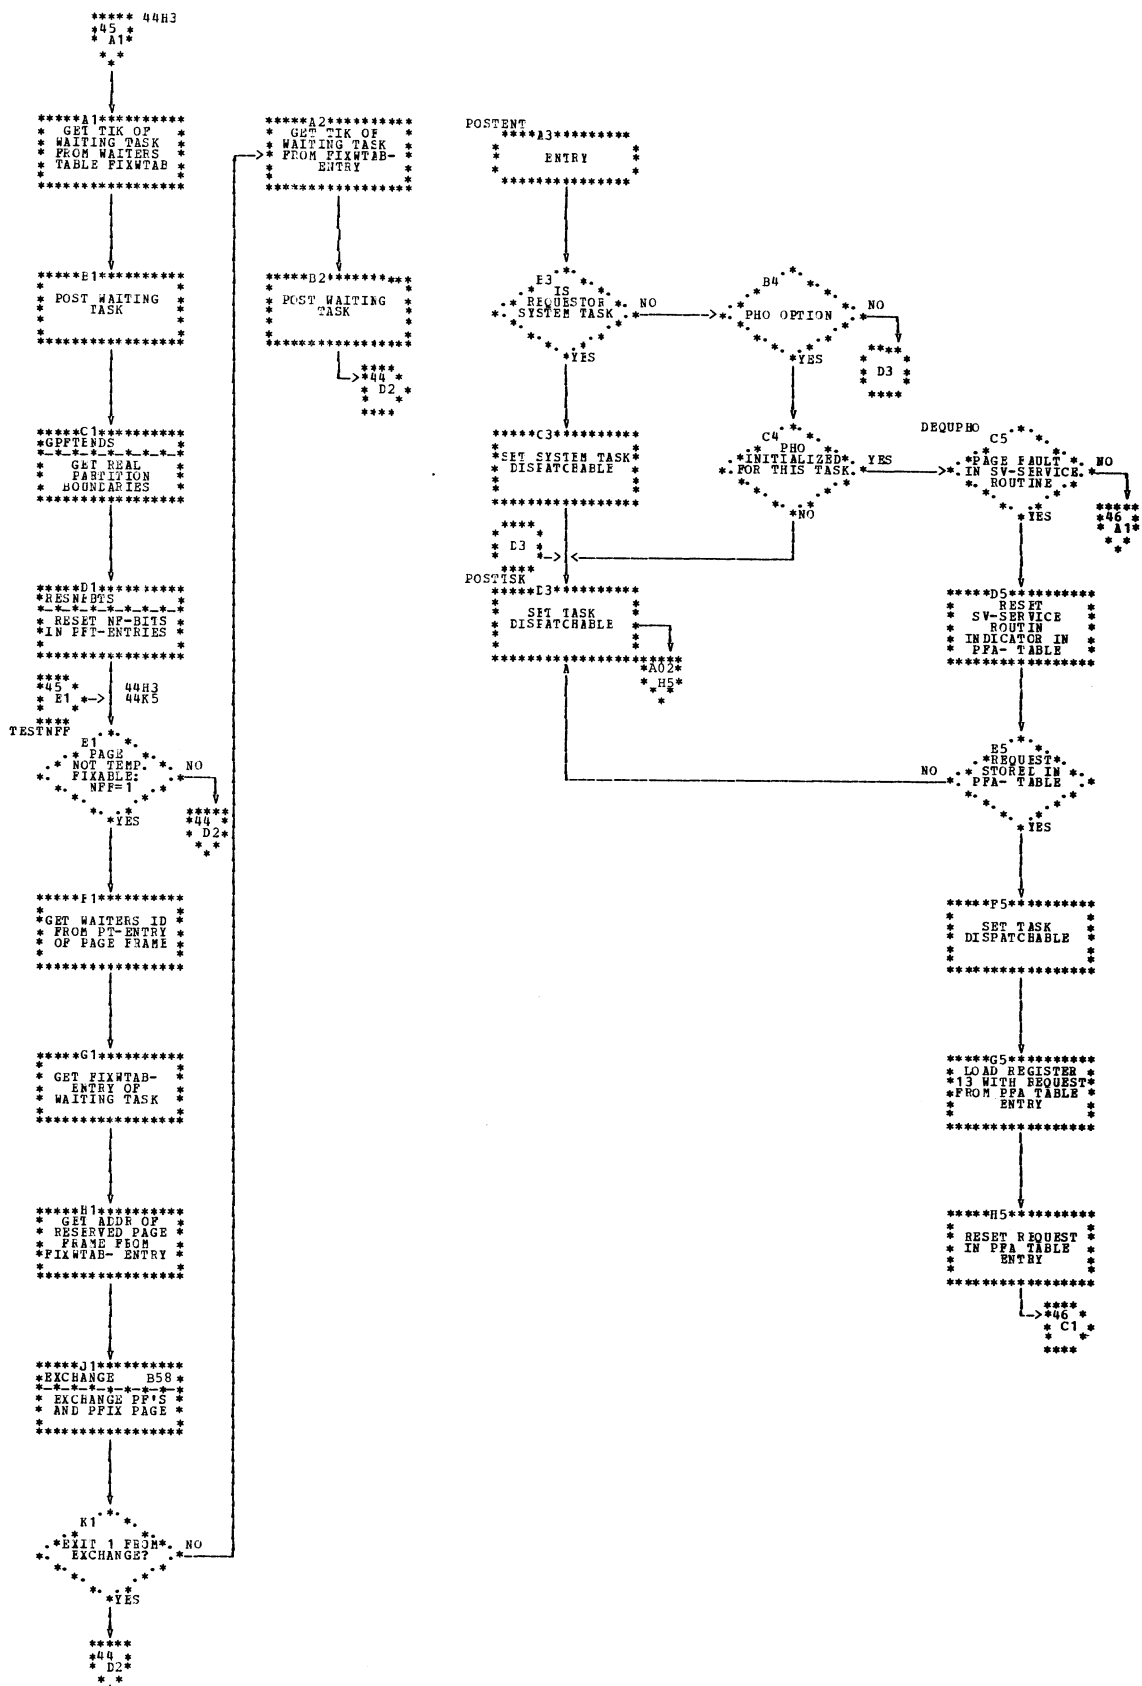 44H3
45
A1
A1
GET TIK OF
WAITING TASK
FROM WAITERS
TABLE FIXWTAB
B1
POST WAITING
TASK
C1
GPFTENDS
GET REAL
PARTITION
BOUNDARIES
D1
RESNFBTS
RESET NF-BITS
IN PFT-ENTRIES
45
E1
44H3
44K5
TESTNFF
E1
PAGE
NOT TEMP.
FIXABLE:
NFF=1
NO
44
D2
YES
F1
GET WAITERS ID
FROM PT-ENTRY
OF PAGE FRAME
G1
GET FIXWTAB-
ENTRY OF
WAITING TASK
H1
GET ADDR OF
RESERVED PAGE
FRAME FROM
FIXWTAB- ENTRY
J1
EXCHANGE B58
EXCHANGE PF'S
AND PFIX PAGE
K1
EXIT 1 FROM
EXCHANGE?
NO
YES
44
D2
A2
GET TIK OF
WAITING TASK
FROM FIXWTAB-
ENTRY
B2
POST WAITING
TASK
44
D2
POSTENT
A3
ENTRY
B3
IS
REQUESTOR
SYSTEM TASK
NO
YES
C3
SET SYSTEM TASK
DISPATCHABLE
D3
POSTTSK
D3
SET TASK
DISPATCHABLE
A02
H5
B4
PHO OPTION
NO
D3
YES
C4
PHO
INITIALIZED
FOR THIS TASK
YES
NO
DEQUPHO
C5
PAGE FAULT
IN SV-SERVICE
ROUTINE
NO
46
A1
YES
D5
RESET
SV-SERVICE
ROUTIN
INDICATOR IN
PFA- TABLE
E5
REQUEST
STORED IN
PFA- TABLE
NO
YES
F5
SET TASK
DISPATCHABLE
G5
LOAD REGISTER
13 WITH REQUEST
FROM PFA TABLE
ENTRY
H5
RESET REQUEST
IN PFA TABLE
ENTRY
46
C1